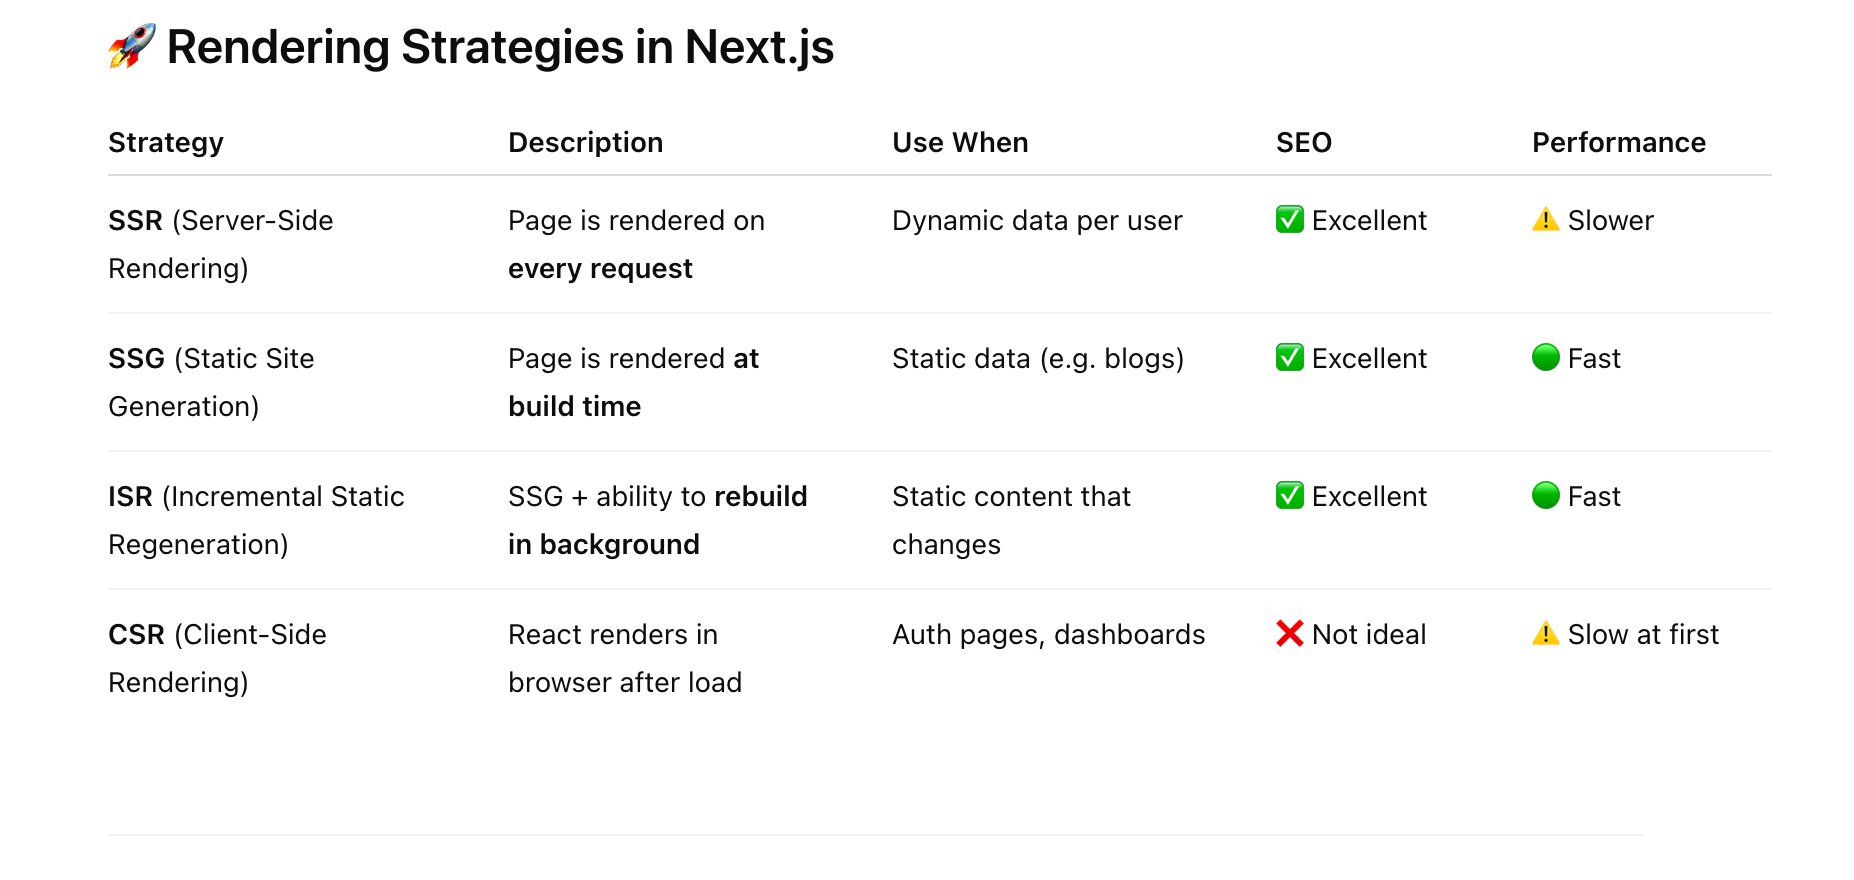 🚀 Rendering Strategies in Next.js
Strategy Description Use When SEO Performance
SSR (Server-Side Page is rendered on Dynamic data per user ✅ Excellent ⚠️ Slower
Rendering) every request
SSG (Static Site Page is rendered at Static data (e.g. blogs) ✅ Excellent 🟢 Fast
Generation) build time
ISR (Incremental Static SSG + ability to rebuild Static content that ✅ Excellent 🟢 Fast
Regeneration) in background changes
CSR (Client-Side React renders in Auth pages, dashboards ❌ Not ideal ⚠️ Slow at first
Rendering) browser after load